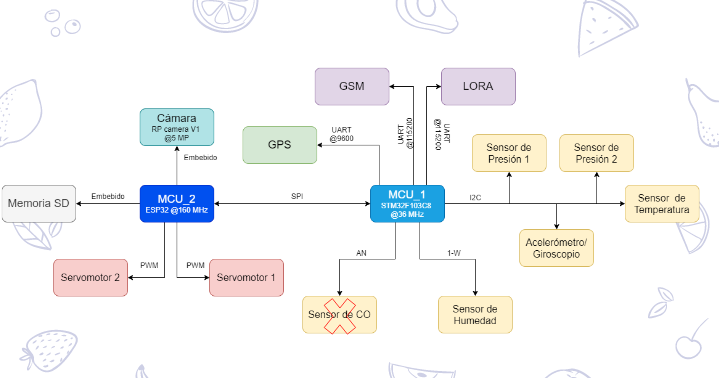 GSM
LORA
Cámara
RP camera V1
@5 MP
GPS
UART
@9600
UART
@115200
UART
@115200
Sensor de
Presión 1
Sensor de
Presión 2
Embebido
Memoria SD
Embebido
MCU_2
ESP32 @160 MHz
SPI
MCU_1
STM32F103C8
@36 MHz
I2C
Sensor de
Temperatura
Acelerómetro/
Giroscopio
PWM
PWM
Servomotor 2
Servomotor 1
AN
1-W
Sensor de CO
Sensor de
Humedad